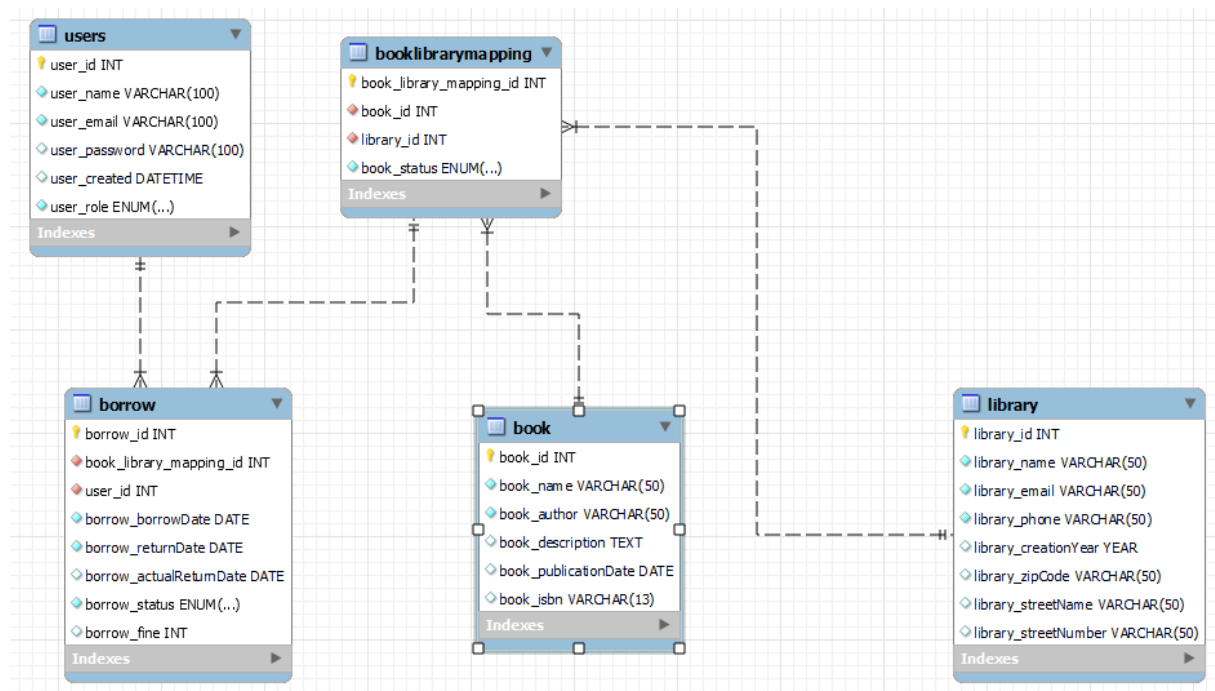 users
user_id INT
user_name VARCHAR(100)
user_email VARCHAR(100)
user_password VARCHAR(100)
user_created DATETIME
user_role ENUM(...)
Indexes
booklibrarymapping
book_library_mapping_id INT
book_id INT
library_id INT
book_status ENUM(...)
Indexes
borrow
borrow_id INT
book_library_mapping_id INT
user_id INT
borrow_borrowDate DATE
borrow_returnDate DATE
borrow_actualReturnDate DATE
borrow_status ENUM(...)
borrow_fine INT
Indexes
book
book_id INT
book_name VARCHAR(50)
book_author VARCHAR(50)
book_description TEXT
book_publicationDate DATE
book_isbn VARCHAR(13)
Indexes
library
library_id INT
library_name VARCHAR(50)
library_email VARCHAR(50)
library_phone VARCHAR(50)
library_creationYear YEAR
library_zipCode VARCHAR(50)
library_streetName VARCHAR(50)
library_streetNumber VARCHAR(50)
Indexes